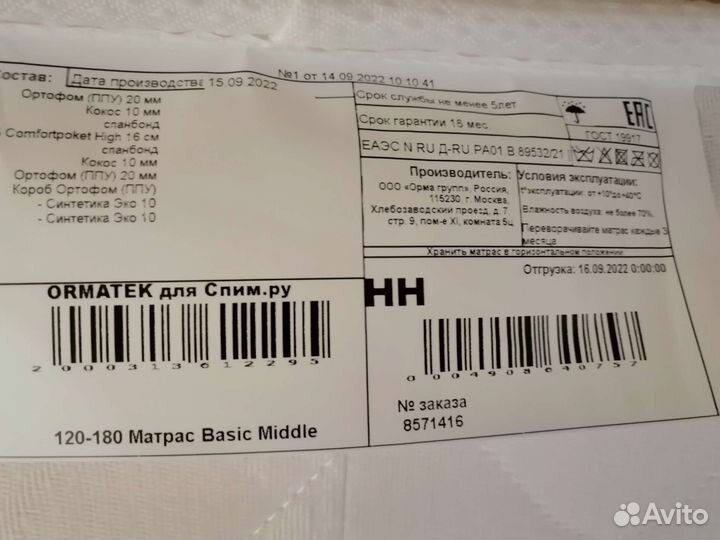 Состав:
Дата производства 15.09.2022
№1 от 14.09.2022 10:10:41
Ортофом (ППУ) 20 мм
Кокос 10 мм
спанбонд
Comfortpoket High 16 см
спанбонд
Кокос 10 мм
Ортофом (ППУ) 20 мм
Короб Ортофом (ППУ)
- Синтетика Эко 10
- Синтетика Эко 10
Срок службы не менее 5лет
Срок гарантии 18 мес.
ЕАЭС N RU Д-RU.РА01.В.89532/21
EAC
ГОСТ 19917
Производитель:
ООО «Орма групп», Россия,
115230, г. Москва,
Хлебозаводский проезд, д. 7
стр. 9, пом-е XI, комната 5ц
Условия эксплуатации:
t°эксплуатации: от +10°до +40°С
Влажность воздуха: не более 70%.
Переворачивайте матрас каждые 3
месяца
Хранить матрас в горизонтальном положении
Отгрузка: 16.09.2022 0:00:00
ORMATEK для Спим.ру
2000313612295
120-180 Матрас Basic Middle
НН
0004908640757
№ заказа
8571416
Avito